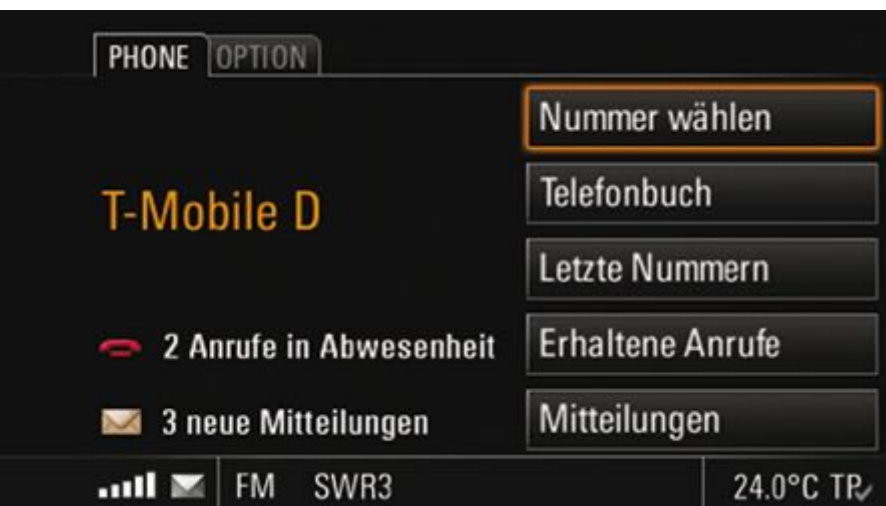 PHONE OPTION
Nummer wählen
T-Mobile D
Telefonbuch
Letzte Nummern
2 Anrufe in Abwesenheit
Erhaltene Anrufe
3 neue Mitteilungen
Mitteilungen
FM SWR3 24.0°C TP